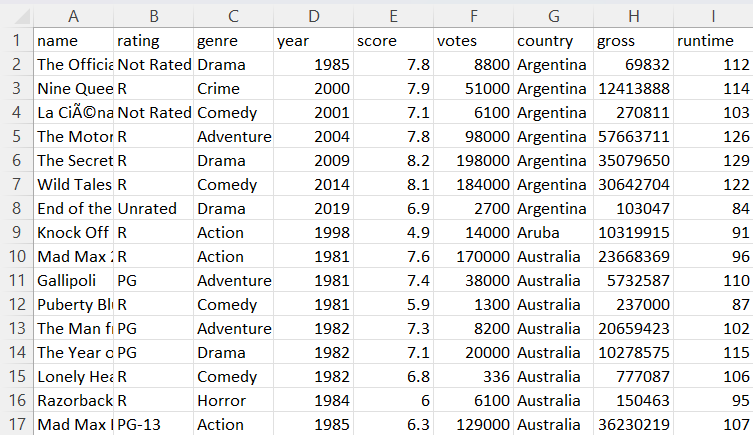 A B C D E F G H I
1 name rating genre year score votes country gross runtime
2 The Officia Not Rated Drama 1985 7.8 8800 Argentina 69832 112
3 Nine Quee R Crime 2000 7.9 51000 Argentina 12413888 114
4 La CiÃ©na Not Rated Comedy 2001 7.1 6100 Argentina 270811 103
5 The Motor R Adventure 2004 7.8 98000 Argentina 57663711 126
6 The Secret R Drama 2009 8.2 198000 Argentina 35079650 129
7 Wild Tales R Comedy 2014 8.1 184000 Argentina 30642704 122
8 End of the Unrated Drama 2019 6.9 2700 Argentina 103047 84
9 Knock Off R Action 1998 4.9 14000 Aruba 10319915 91
10 Mad Max R Action 1981 7.6 170000 Australia 23668369 96
11 Gallipoli PG Adventure 1981 7.4 38000 Australia 5732587 110
12 Puberty Bl R Comedy 1981 5.9 1300 Australia 237000 87
13 The Man f PG Adventure 1982 7.3 8200 Australia 20659423 102
14 The Year o PG Drama 1982 7.1 20000 Australia 10278575 115
15 Lonely Hea R Comedy 1982 6.8 336 Australia 777087 106
16 Razorback R Horror 1984 6 6100 Australia 150463 95
17 Mad Max PG-13 Action 1985 6.3 129000 Australia 36230219 107